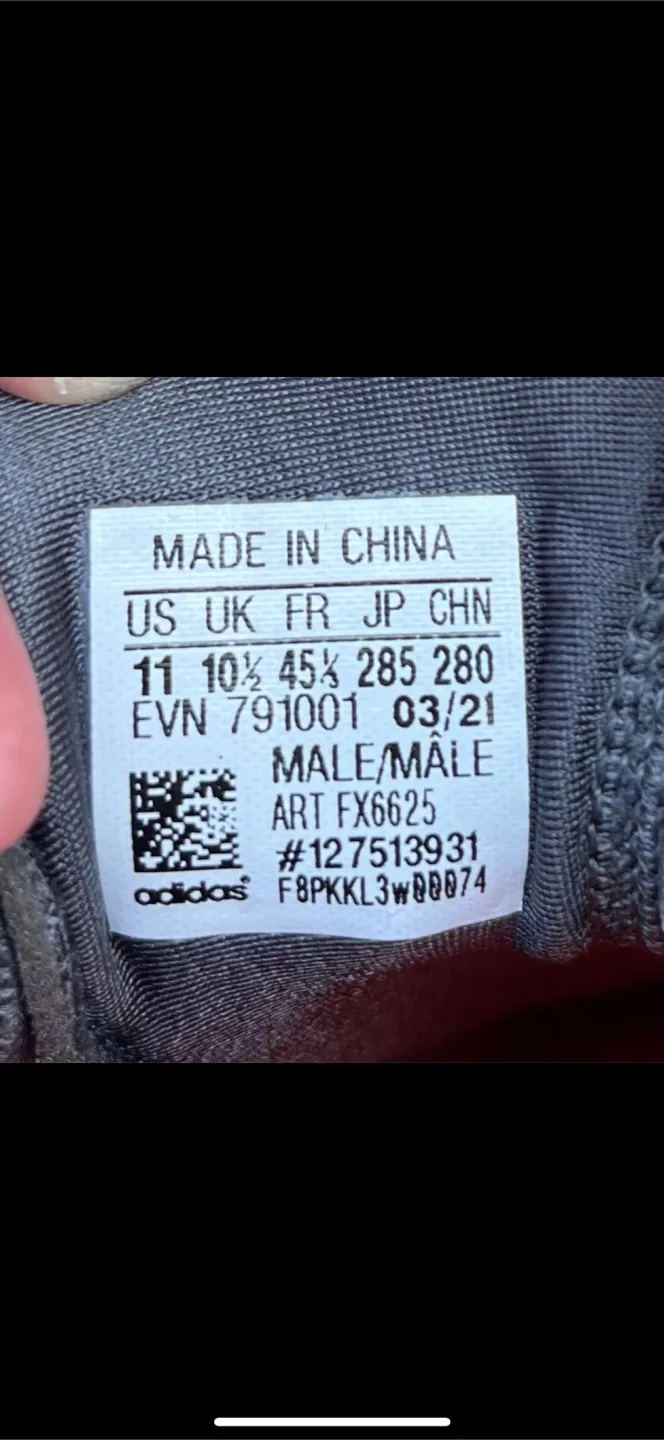 MADE IN CHINA
US UK FR JP CHN
11 10½ 45⅓ 285 280
EVN 791001 03/21
MALE/MÂLE
ART FX6625
#127513931
adidas® F8PKKL3w00074